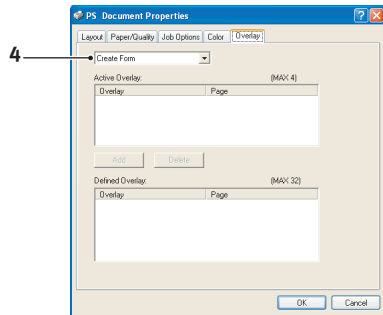 PS Document Properties
Layout Paper/Quality Job Options Color Overlay
4
Create Form
Active Overlay: (MAX 4)
Overlay Page
Add Delete
Defined Overlay: (MAX 32)
Overlay Page
OK Cancel